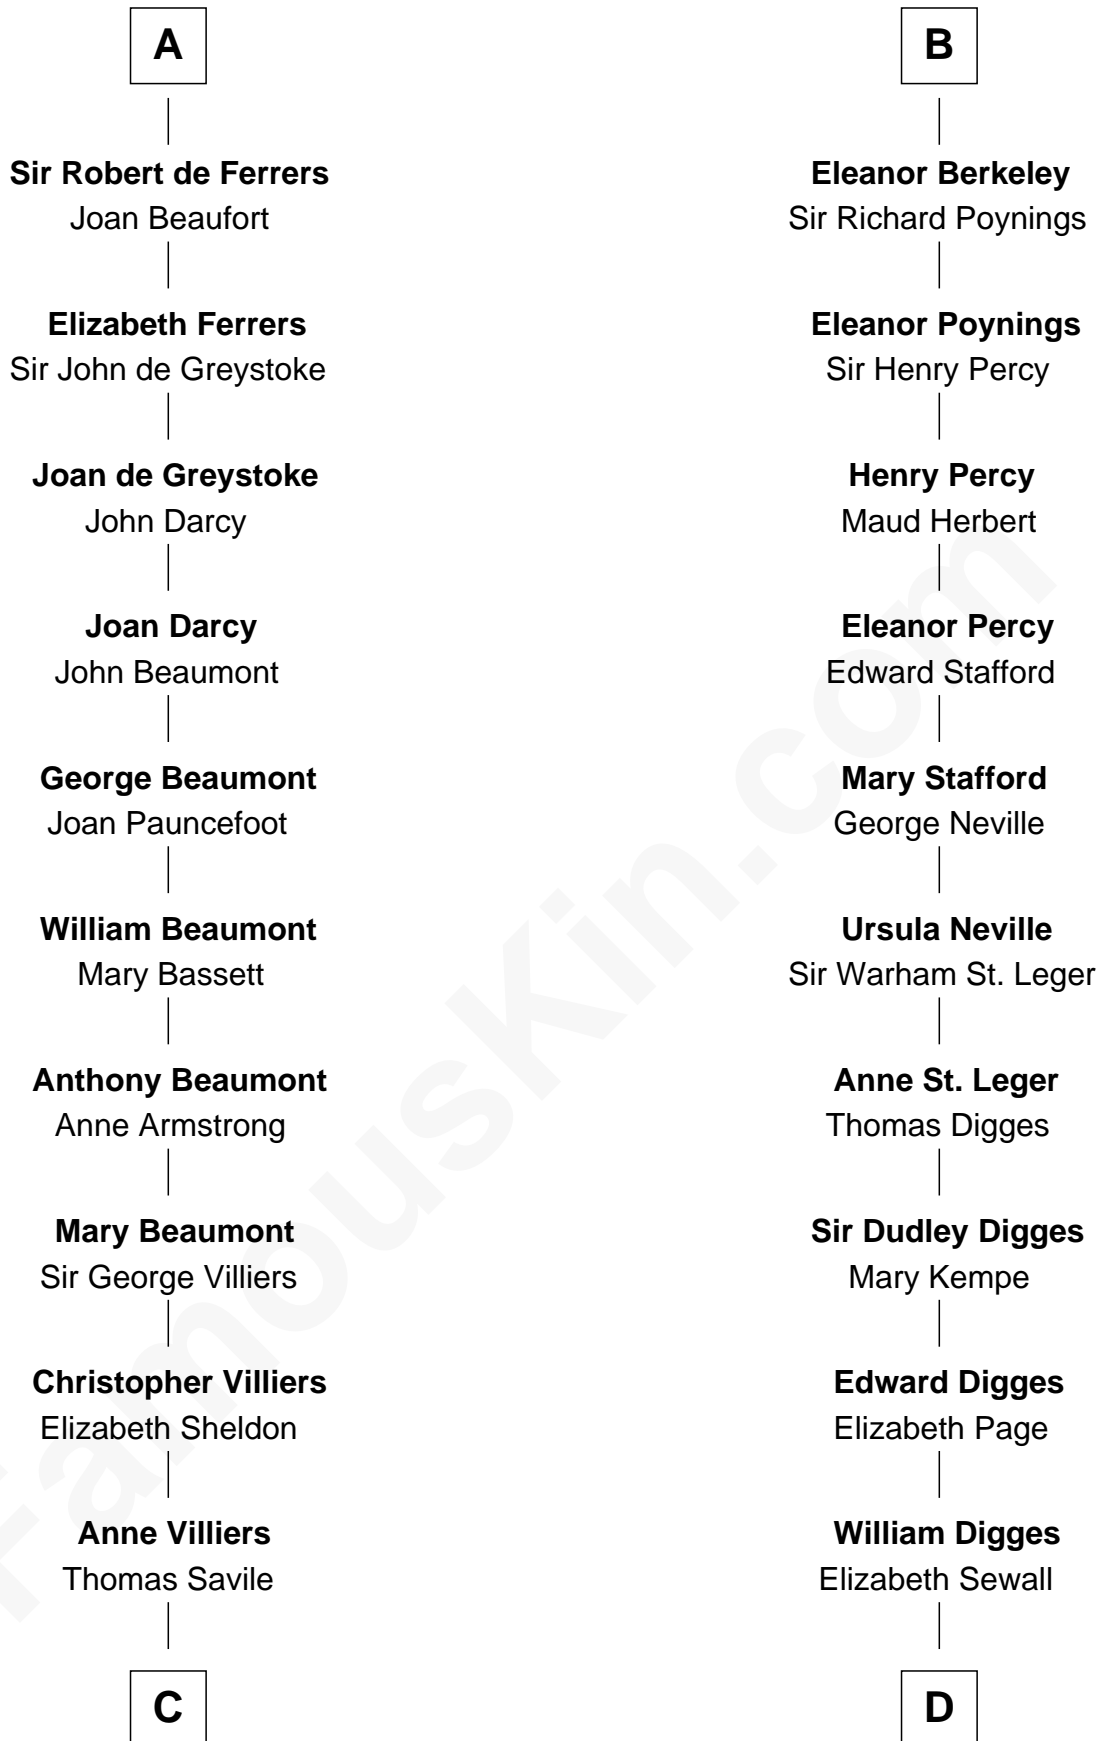 A
Sir Robert de Ferrers
Joan Beaufort
Elizabeth Ferrers
Sir John de Greystoke
Joan de Greystoke
John Darcy
Joan Darcy
John Beaumont
George Beaumont
Joan Pauncefoot
William Beaumont
Mary Bassett
Anthony Beaumont
Anne Armstrong
Mary Beaumont
Sir George Villiers
Christopher Villiers
Elizabeth Sheldon
Anne Villiers
Thomas Savile
C
B
Eleanor Berkeley
Sir Richard Poynings
Eleanor Poynings
Sir Henry Percy
Henry Percy
Maud Herbert
Eleanor Percy
Edward Stafford
Mary Stafford
George Neville
Ursula Neville
Sir Warham St. Leger
Anne St. Leger
Thomas Digges
Sir Dudley Digges
Mary Kempe
Edward Digges
Elizabeth Page
William Digges
Elizabeth Sewall
D
FamousKin.com